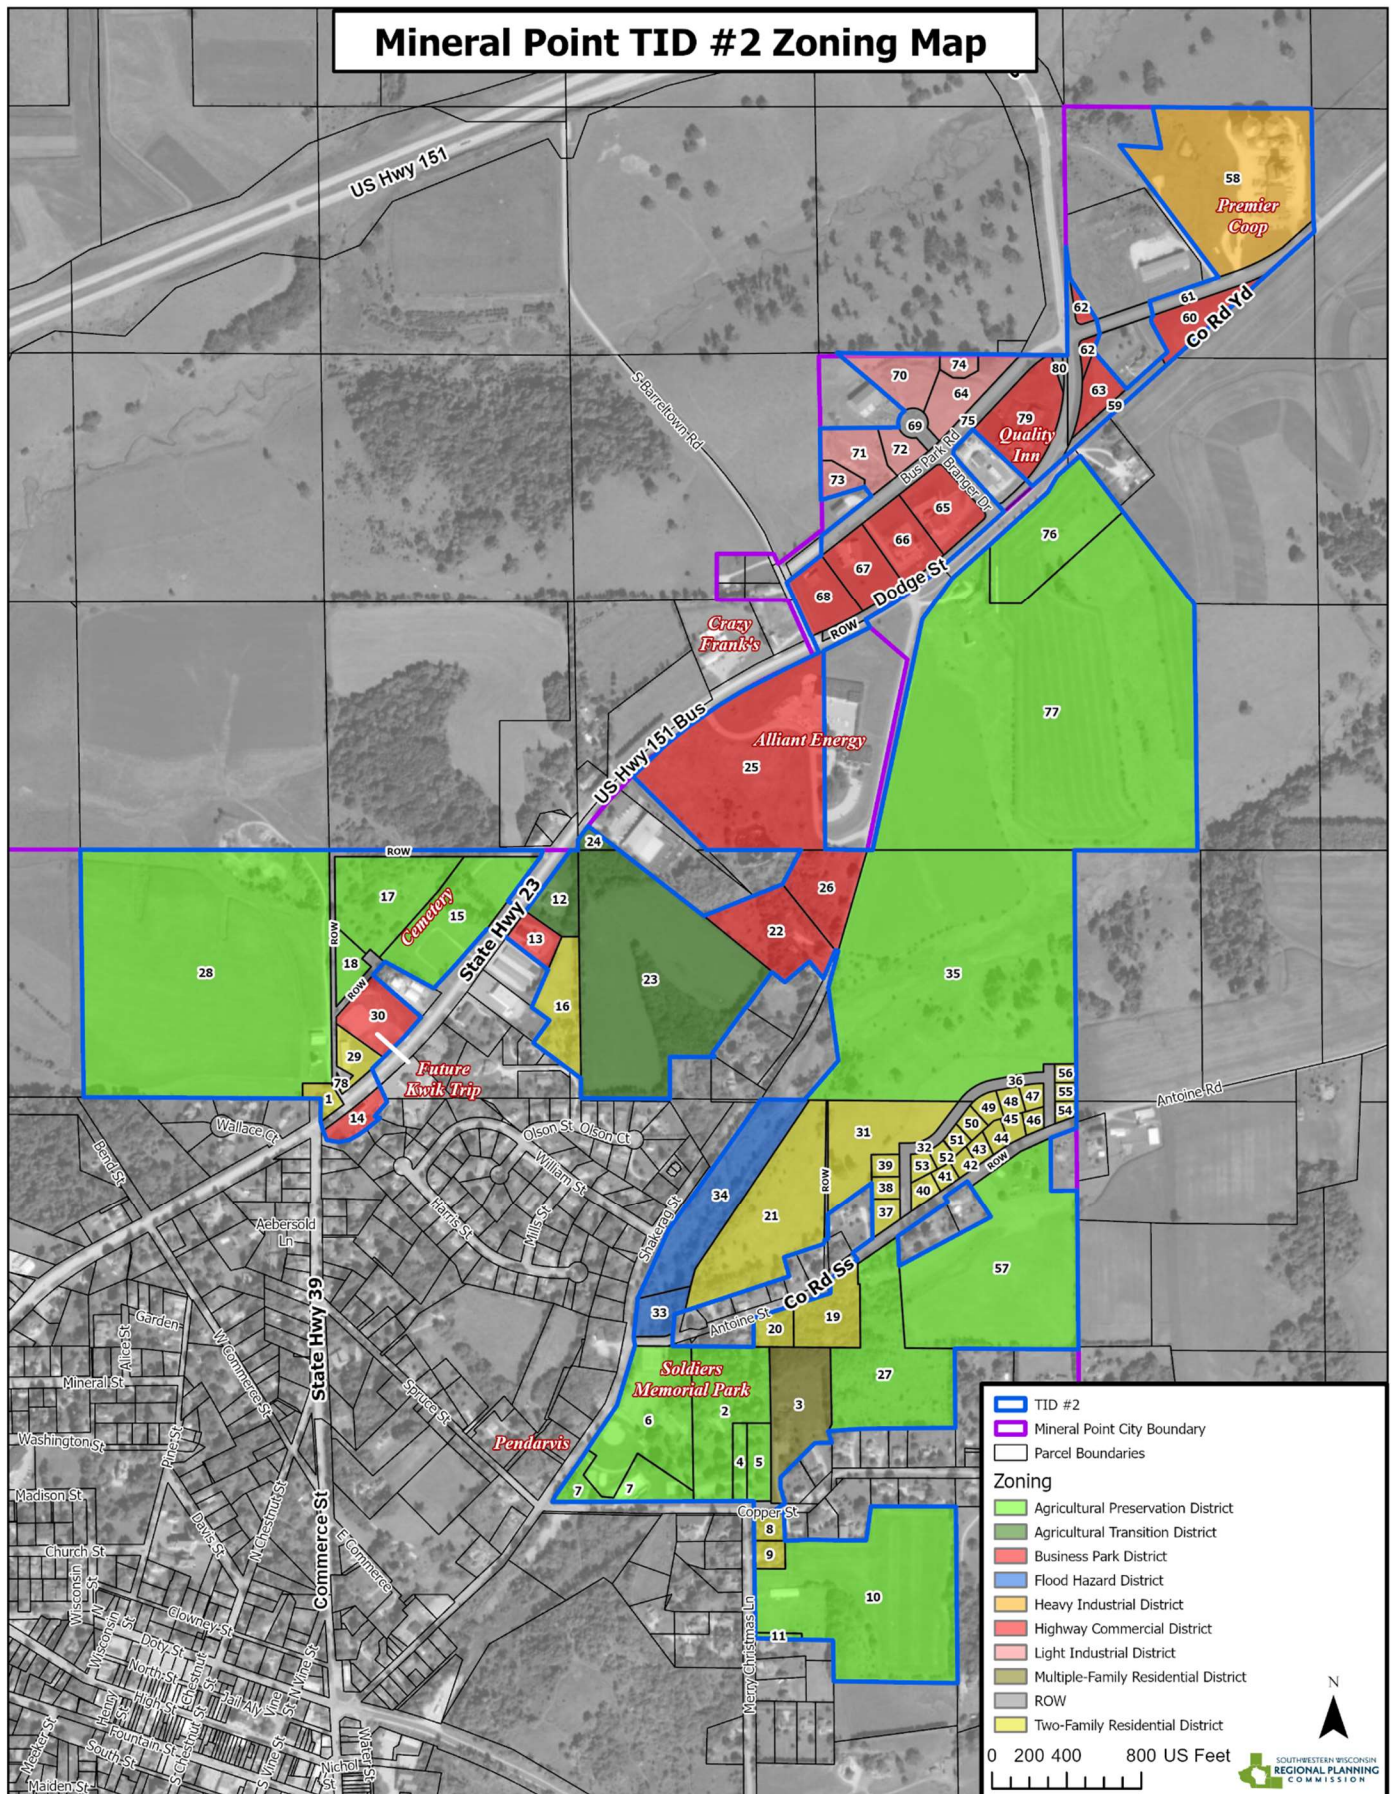 Mineral Point TID #2 Zoning Map
US Hwy 151
58
Premier
Coop
62
61
60
Co Rd Yd
62
80
63
59
74
70
64
79
75
69
Quality
Inn
72
71
73
Bus Park Rd
Branger Dr
S Barreltown Rd
65
66
67
68
Dodge St
ROW
76
77
Crazy
Frank's
US Hwy 151 Bus
Alliant Energy
25
24
ROW
17
Cemetery
15
12
State Hwy 23
13
26
22
ROW
18
ROW
28
23
35
16
30
29
Future
Kwik Trip
78
1
14
Wallace Ct
Bend St
Olson St
Olson Ct
William St
Harris St
Mills St
Shakerag St
Aebersold
Ln
36
56
55
54
47
48
49
46
45
50
44
51
43
32
52
42
53
41
40
ROW
39
38
37
31
ROW
Antoine Rd
34
21
57
33
Co Rd Ss
Antoine St
20
19
27
State Hwy 39
Garden
Alice St
W Commerce St
Mineral St
Spruce St
Washington St
Pine St
Soldiers
Memorial Park
6
2
3
4
5
7
7
Pendarvis
Copper St
8
9
10
11
Merry Christmas Ln
Madison St
Davis St
N Chestnut St
Commerce St
E Commerce
Church St
Wisconsin
St
N
Wisconsin
St
Clowney St
Doty St
North St
High St
Fountain St
South St
Henry
St
Chestnut
St
S Chestnut St
Jail Aly
Vine
St
N Vine St
S Vine St
Water St
Nichol
St
Meeker St
Maiden St
TID #2
Mineral Point City Boundary
Parcel Boundaries
Zoning
Agricultural Preservation District
Agricultural Transition District
Business Park District
Flood Hazard District
Heavy Industrial District
Highway Commercial District
Light Industrial District
Multiple-Family Residential District
ROW
Two-Family Residential District
N
0 200 400 800 US Feet
SOUTHWESTERN WISCONSIN
REGIONAL PLANNING
COMMISSION